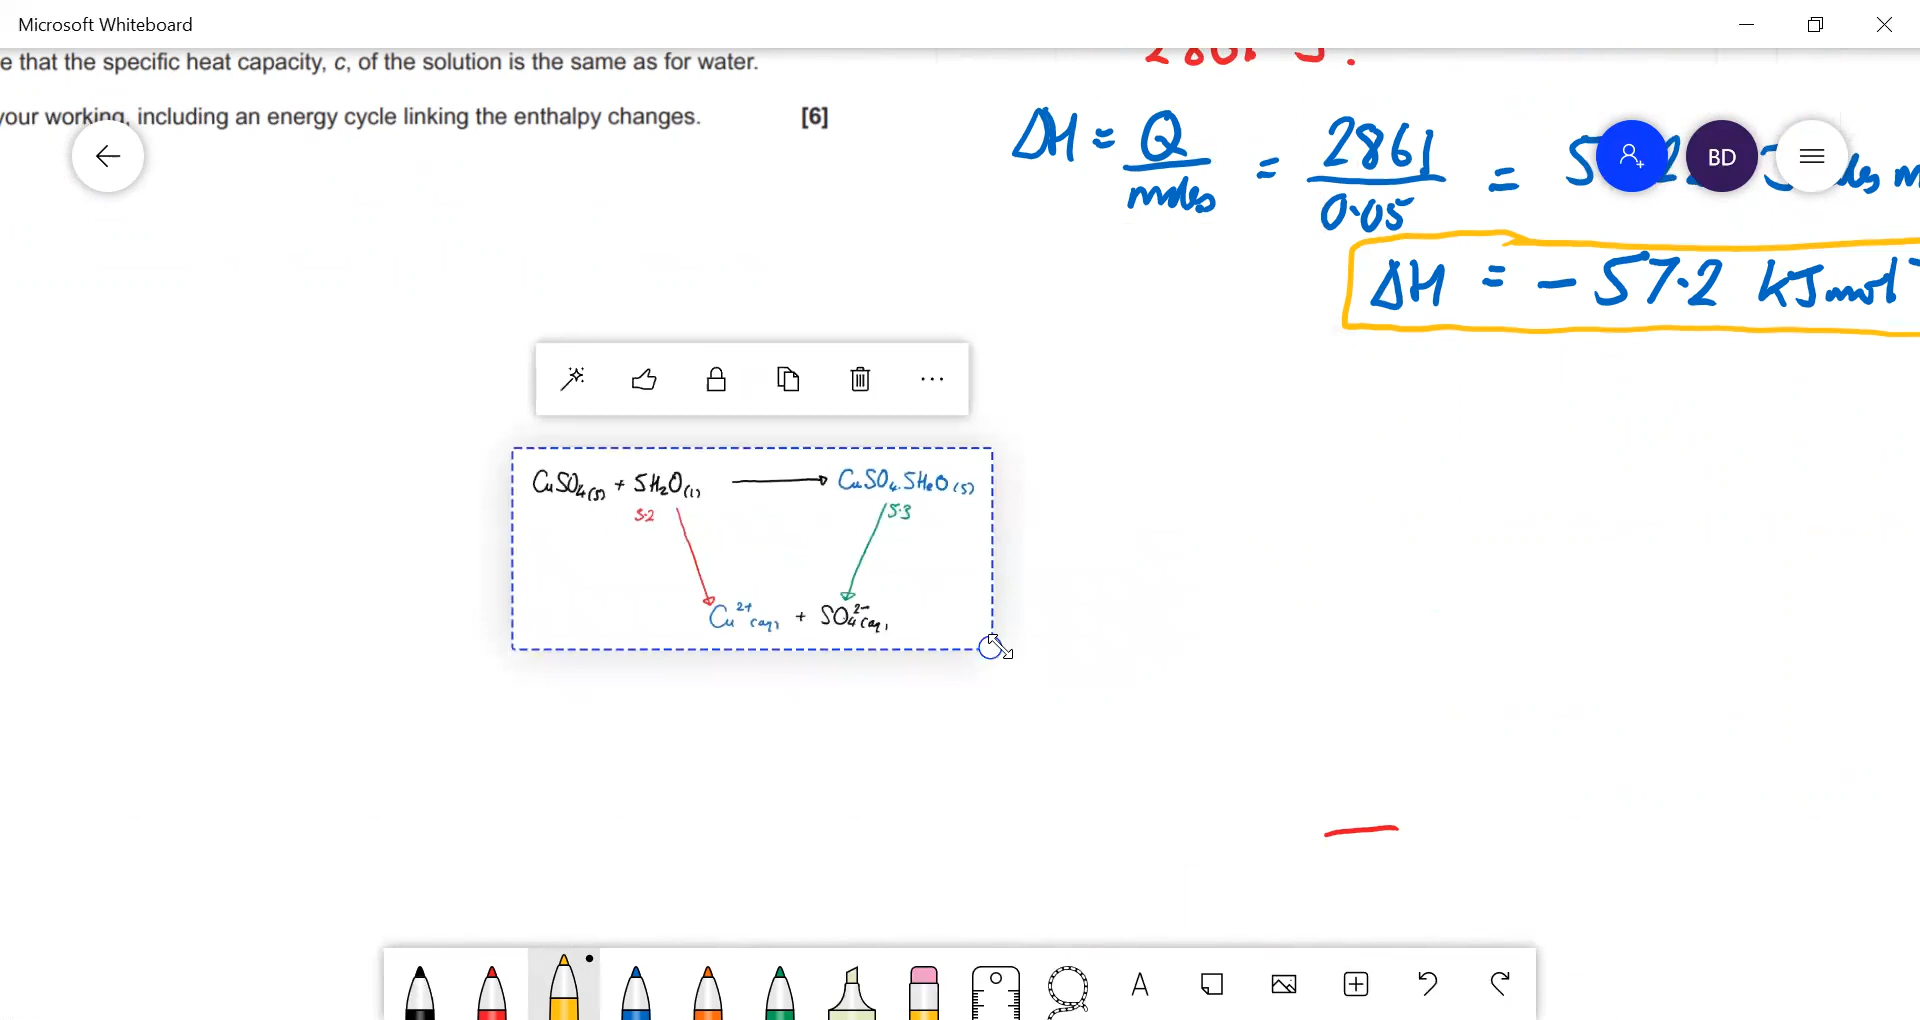 Microsoft Whiteboard
e that the specific heat capacity, c, of the solution is the same as for water.
your working, including an energy cycle linking the enthalpy changes. [6]
ΔH = Q / moles = 2861 / 0.05 =
BD
ΔH = - 57.2 kJmol
CuSO₄(s) + 5H₂O(l) → CuSO₄.5H₂O(s)
5.2 5.3
Cu²⁺(aq) + SO₄²⁻(aq)
A